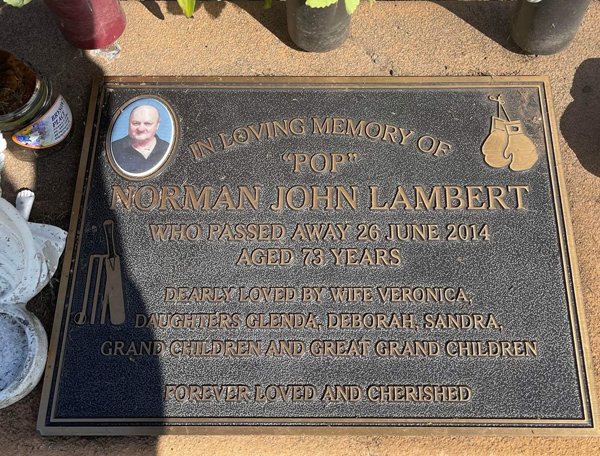 IN LOVING MEMORY OF
"POP"
NORMAN JOHN LAMBERT
WHO PASSED AWAY 26 JUNE 2014
AGED 73 YEARS
DEARLY LOVED BY WIFE VERONICA,
DAUGHTERS GLENDA, DEBORAH, SANDRA,
GRAND CHILDREN AND GREAT GRAND CHILDREN
FOREVER LOVED AND CHERISHED